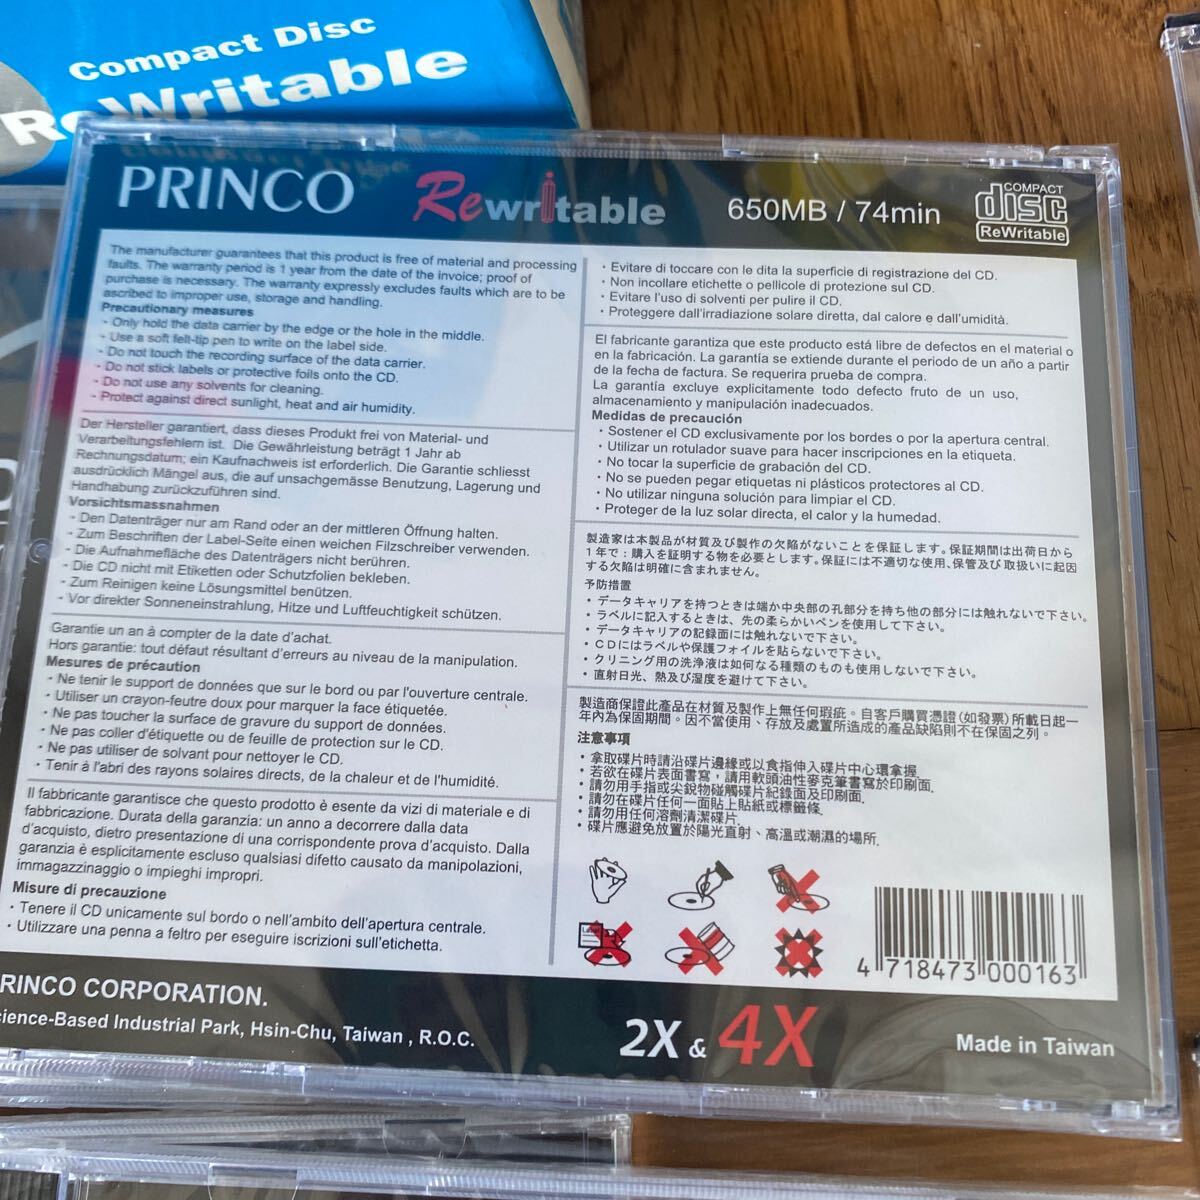 Compact Disc
ReWritable
PRINCO
Rewritable
650MB / 74min
COMPACT
disc
ReWritable
The manufacturer guarantees that this product is free of material and processing
faults. The warranty period is 1 year from the date of the invoice; proof of
purchase is necessary. The warranty expressly excludes faults which are to be
ascribed to improper use, storage and handling.
Precautionary measures
· Only hold the data carrier by the edge or the hole in the middle.
· Use a soft felt-tip pen to write on the label side.
· Do not touch the recording surface of the data carrier.
· Do not stick labels or protective foils onto the CD.
· Do not use any solvents for cleaning.
· Protect against direct sunlight, heat and air humidity.
Der Hersteller garantiert, dass dieses Produkt frei von Material- und
Verarbeitungsfehlern ist. Die Gewährleistung beträgt 1 Jahr ab
Rechnungsdatum; ein Kaufnachweis ist erforderlich. Die Garantie schliesst
ausdrücklich Mängel aus, die auf unsachgemässe Benutzung, Lagerung und
Handhabung zurückzuführen sind.
Vorsichtsmassnahmen
· Den Datenträger nur am Rand oder an der mittleren Öffnung halten.
· Zum Beschriften der Label-Seite einen weichen Filzschreiber verwenden.
· Die Aufnahmefläche des Datenträgers nicht berühren.
· Die CD nicht mit Etiketten oder Schutzfolien bekleben.
· Zum Reinigen keine Lösungsmittel benützen.
· Vor direkter Sonneneinstrahlung, Hitze und Luftfeuchtigkeit schützen.
Garantie un an à compter de la date d'achat.
Hors garantie: tout défaut résultant d'erreurs au niveau de la manipulation.
Mesures de précaution
· Ne tenir le support de données que sur le bord ou par l'ouverture centrale.
· Utiliser un crayon-feutre doux pour marquer la face étiquetée.
· Ne pas toucher la surface de gravure du support de données.
· Ne pas coller d'étiquette ou de feuille de protection sur le CD.
· Ne pas utiliser de solvant pour nettoyer le CD.
· Tenir à l'abri des rayons solaires directs, de la chaleur et de l'humidité.
Il fabbricante garantisce che questo prodotto è esente da vizi di materiale e di
fabbricazione. Durata della garanzia: un anno a decorrere dalla data
d'acquisto, dietro presentazione di una corrispondente prova d'acquisto. Dalla
garanzia è esplicitamente escluso qualsiasi difetto causato da manipolazioni,
immagazzinaggio o impieghi impropri.
Misure di precauzione
· Tenere il CD unicamente sul bordo o nell'ambito dell'apertura centrale.
· Utilizzare una penna a feltro per eseguire iscrizioni sull'etichetta.
· Evitare di toccare con le dita la superficie di registrazione del CD.
· Non incollare etichette o pellicole di protezione sul CD.
· Evitare l'uso di solventi per pulire il CD.
· Proteggere dall'irradiazione solare diretta, dal calore e dall'umidità.
El fabricante garantiza que este producto está libre de defectos en el material o
en la fabricación. La garantía se extiende durante el periodo de un año a partir
de la fecha de factura. Se requerira prueba de compra.
La garantía excluye explicitamente todo defecto fruto de un uso,
almacenamiento y manipulación inadecuados.
Medidas de precaución
· Sostener el CD exclusivamente por los bordes o por la apertura central.
· Utilizar un rotulador suave para hacer inscripciones en la etiqueta.
· No tocar la superficie de grabación del CD.
· No se pueden pegar etiquetas ni plásticos protectores al CD.
· No utilizar ninguna solución para limpiar el CD.
· Proteger de la luz solar directa, el calor y la humedad.
製造家は本製品が材質及び製作の欠陥がないことを保証します。保証期間は出荷日から
1年で：購入を証明する物を必要とします。保証には不適切な使用、保管及び取扱いに起因
する欠陥は明確に含まれません。
予防措置
・データキャリアを持つときは端か中央部の孔部分を持ち他の部分には触れないで下さい。
・ラベルに記入するときは、先の柔らかいペンを使用して下さい。
・データキャリアの記録面には触れないで下さい。
・CDにはラベルや保護フォイルを貼らないで下さい。
・クリニング用の洗浄液は如何なる種類のものも使用しないで下さい。
・直射日光、熱及び湿度を避けて下さい。
製造商保證此產品在材質及製作上無任何瑕疵。自客戶購買憑證(如發票)所載日起一
年內為保固期間。因不當使用、存放及處置所造成的產品缺陷則不在保固之列。
注意事項
・拿取碟片時請沿碟片邊緣或以食指伸入碟片中心環拿握.
・若欲在碟片表面書寫，請用軟頭油性麥克筆書寫於印刷面.
・請勿用手指或尖銳物碰觸碟片紀錄面及印刷面.
・請勿在碟片任何一面貼上貼紙或標籤條.
・請勿用任何溶劑清潔碟片.
・碟片應避免放置於陽光直射、高溫或潮濕的場所.
Label
4 718473 000163
RINCO CORPORATION.
cience-Based Industrial Park, Hsin-Chu, Taiwan , R.O.C.
2X & 4X
Made in Taiwan